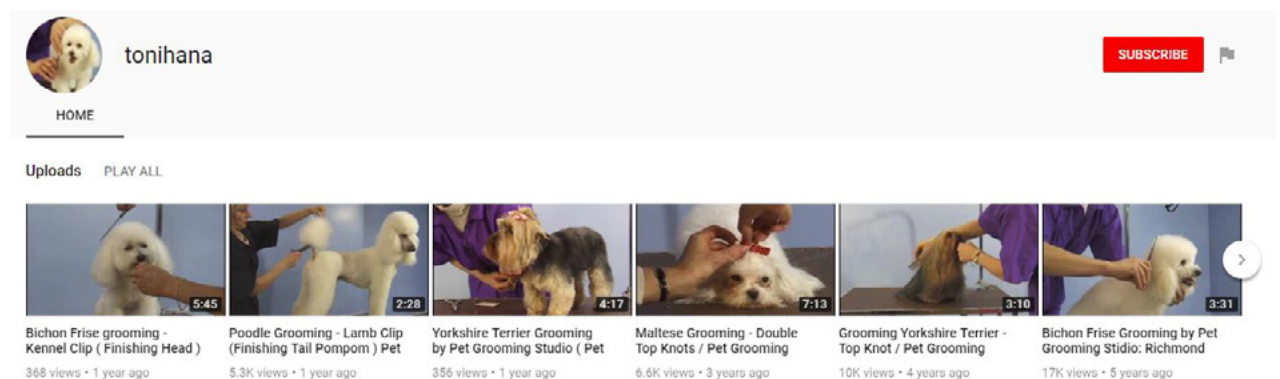 tonihana
SUBSCRIBE
HOME
Uploads PLAY ALL
5:45
2:28
4:17
7:13
3:10
3:31
Bichon Frise grooming -
Kennel Clip ( Finishing Head )
368 views • 1 year ago
Poodle Grooming - Lamb Clip
(Finishing Tail Pompom ) Pet
5.3K views • 1 year ago
Yorkshire Terrier Grooming
by Pet Grooming Studio ( Pet
356 views • 1 year ago
Maltese Grooming - Double
Top Knots / Pet Grooming
6.6K views • 3 years ago
Grooming Yorkshire Terrier -
Top Knot / Pet Grooming
10K views • 4 years ago
Bichon Frise Grooming by Pet
Grooming Stidio: Richmond
17K views • 5 years ago